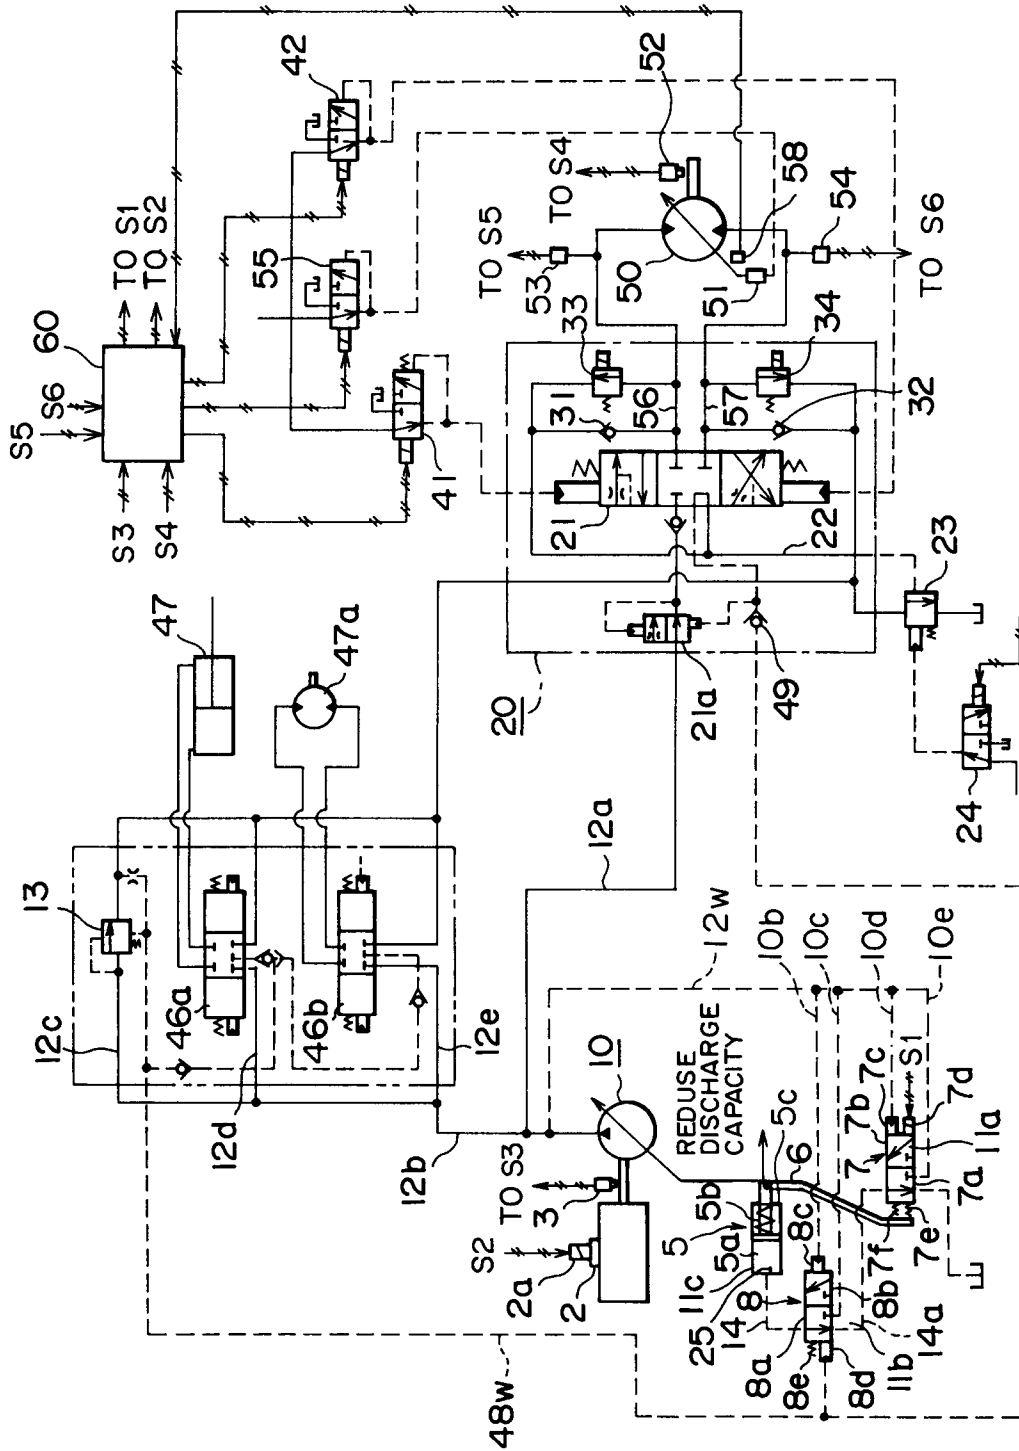 42
TO S1
TO S2
60
S6
S5
S3
S4
55
41
52
TO S4
TO S5
53
50
58
51
54
TO S6
33
34
31
56
57
32
21
22
23
20
21a
49
24
47
47a
13
46a
46b
12c
12d
12e
12a
12b
12w
10
REDUSE
DISCHARGE
CAPACITY
TO S3
3
S2
2a
2
5
5a
5b
5c
6
11c
25
14
8
8a
8b
8c
8d
8e
11b
14a
7
7a
7b
7c
7d
7e
7f
11a
S1
10b
10c
10d
10e
48w